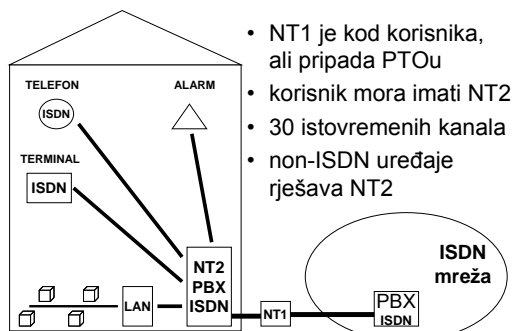 • NT1 je kod korisnika,
ali pripada PTOu
• korisnik mora imati NT2
• 30 istovremenih kanala
• non-ISDN uređaje
rješava NT2
TELEFON
ALARM
ISDN
TERMINAL
ISDN
NT2
PBX
ISDN
LAN
NT1
ISDN
mreža
PBX
ISDN